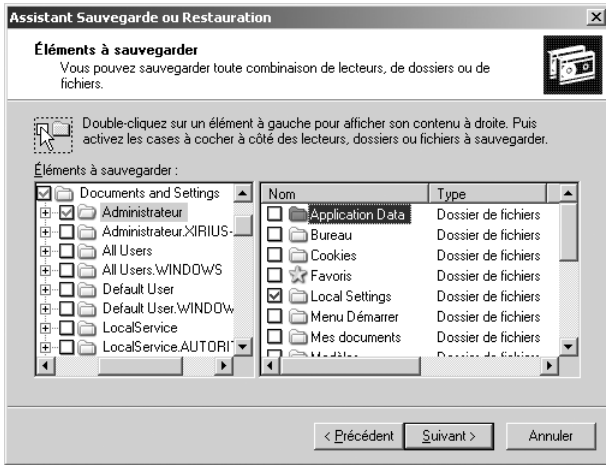 Assistant Sauvegarde ou Restauration
Éléments à sauvegarder
Vous pouvez sauvegarder toute combinaison de lecteurs, de dossiers ou de
fichiers.
Double-cliquez sur un élément à gauche pour afficher son contenu à droite. Puis
activez les cases à cocher à côté des lecteurs, dossiers ou fichiers à sauvegarder.
Éléments à sauvegarder :
Documents and Settings
Administrateur
Administrateur.XIRIUS-
All Users
All Users.WINDOWS
Default User
Default User.WINDOW
LocalService
LocalService.AUTORI
Nom Type
Application Data Dossier de fichiers
Bureau Dossier de fichiers
Cookies Dossier de fichiers
Favoris Dossier de fichiers
Local Settings Dossier de fichiers
Menu Démarrer Dossier de fichiers
Mes documents Dossier de fichiers
Modèles Dossier de fichiers
< Précédent Suivant > Annuler